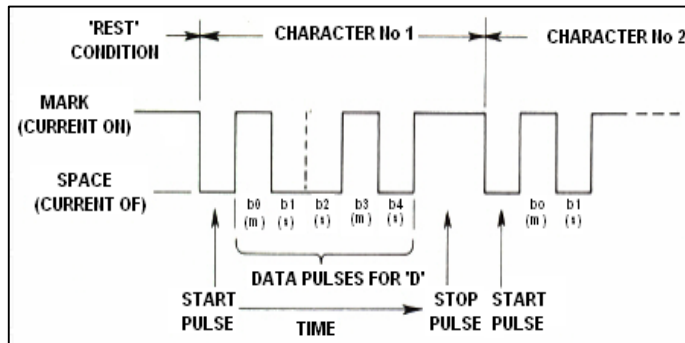 'REST'
CONDITION
CHARACTER No 1
CHARACTER No 2
MARK
(CURRENT ON)
SPACE
(CURRENT OF)
b0 b1 b2 b3 b4 bo b1
(m) (s) (s) (m) (s) (m) (s)
DATA PULSES FOR 'D'
START
PULSE
TIME
STOP
PULSE
START
PULSE